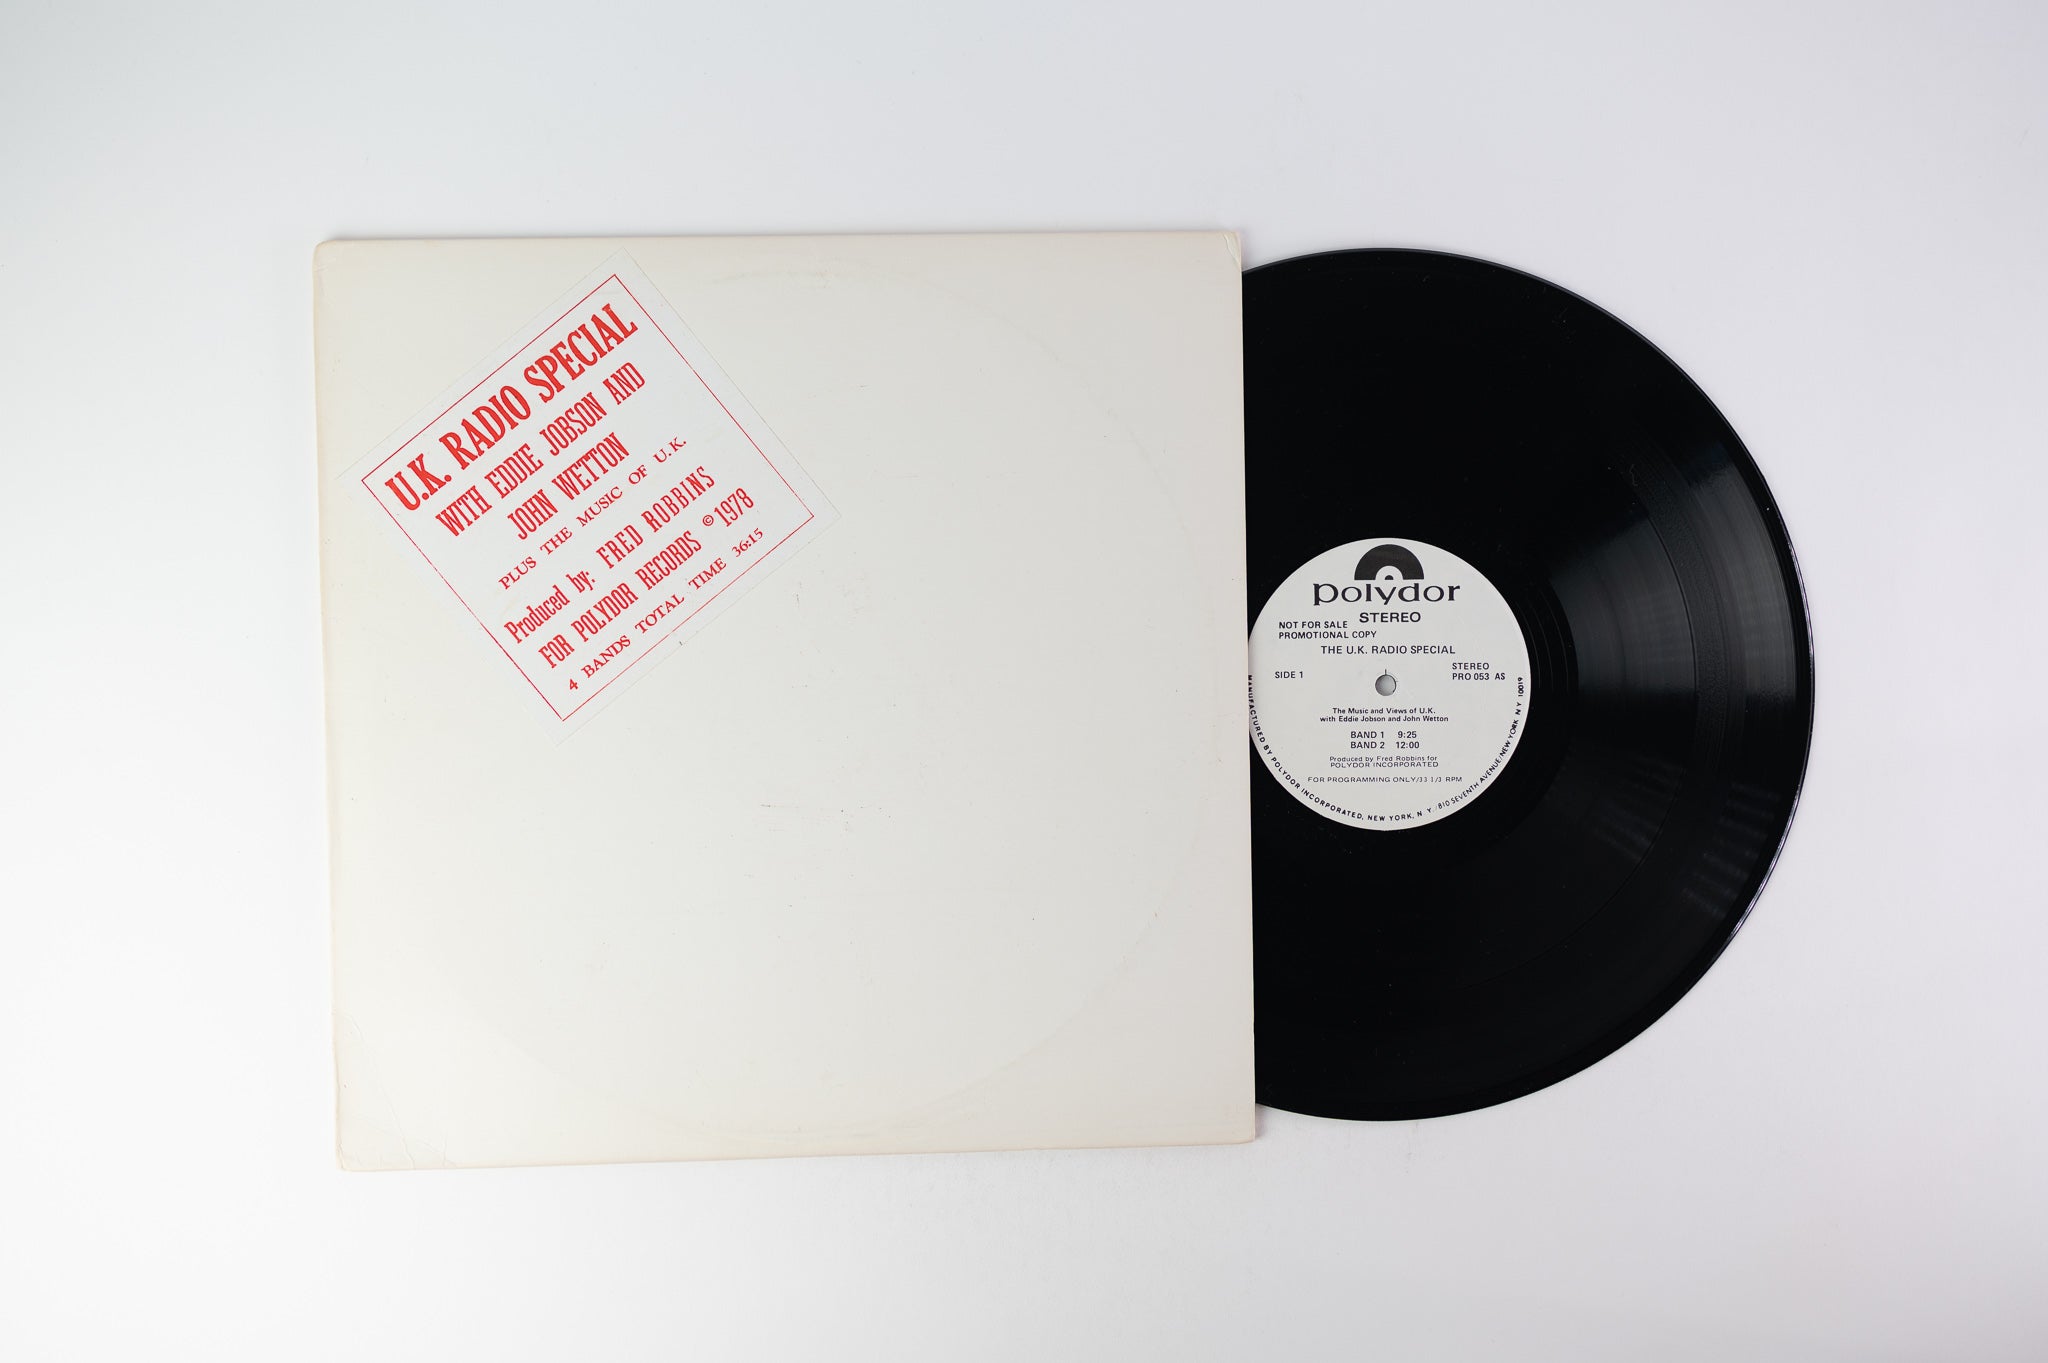 U.K. RADIO SPECIAL
WITH EDDIE JOBSON AND
JOHN WETTON
PLUS THE MUSIC OF U.K.
Produced by: FRED ROBBINS
FOR POLYDOR RECORDS © 1978
4 BANDS TOTAL TIME 36:15
polydor
STEREO
NOT FOR SALE
PROMOTIONAL COPY
THE U.K. RADIO SPECIAL
SIDE 1
STEREO
PRO 053 AS
The Music and Views of U.K.
with Eddie Jobson and John Wetton
BAND 1 9:25
BAND 2 12:00
Produced by Fred Robbins for
POLYDOR INCORPORATED
FOR PROGRAMMING ONLY/33 1/3 RPM
MANUFACTURED BY POLYDOR INCORPORATED, NEW YORK, N Y./810 SEVENTH AVENUE/NEW YORK N Y 10019